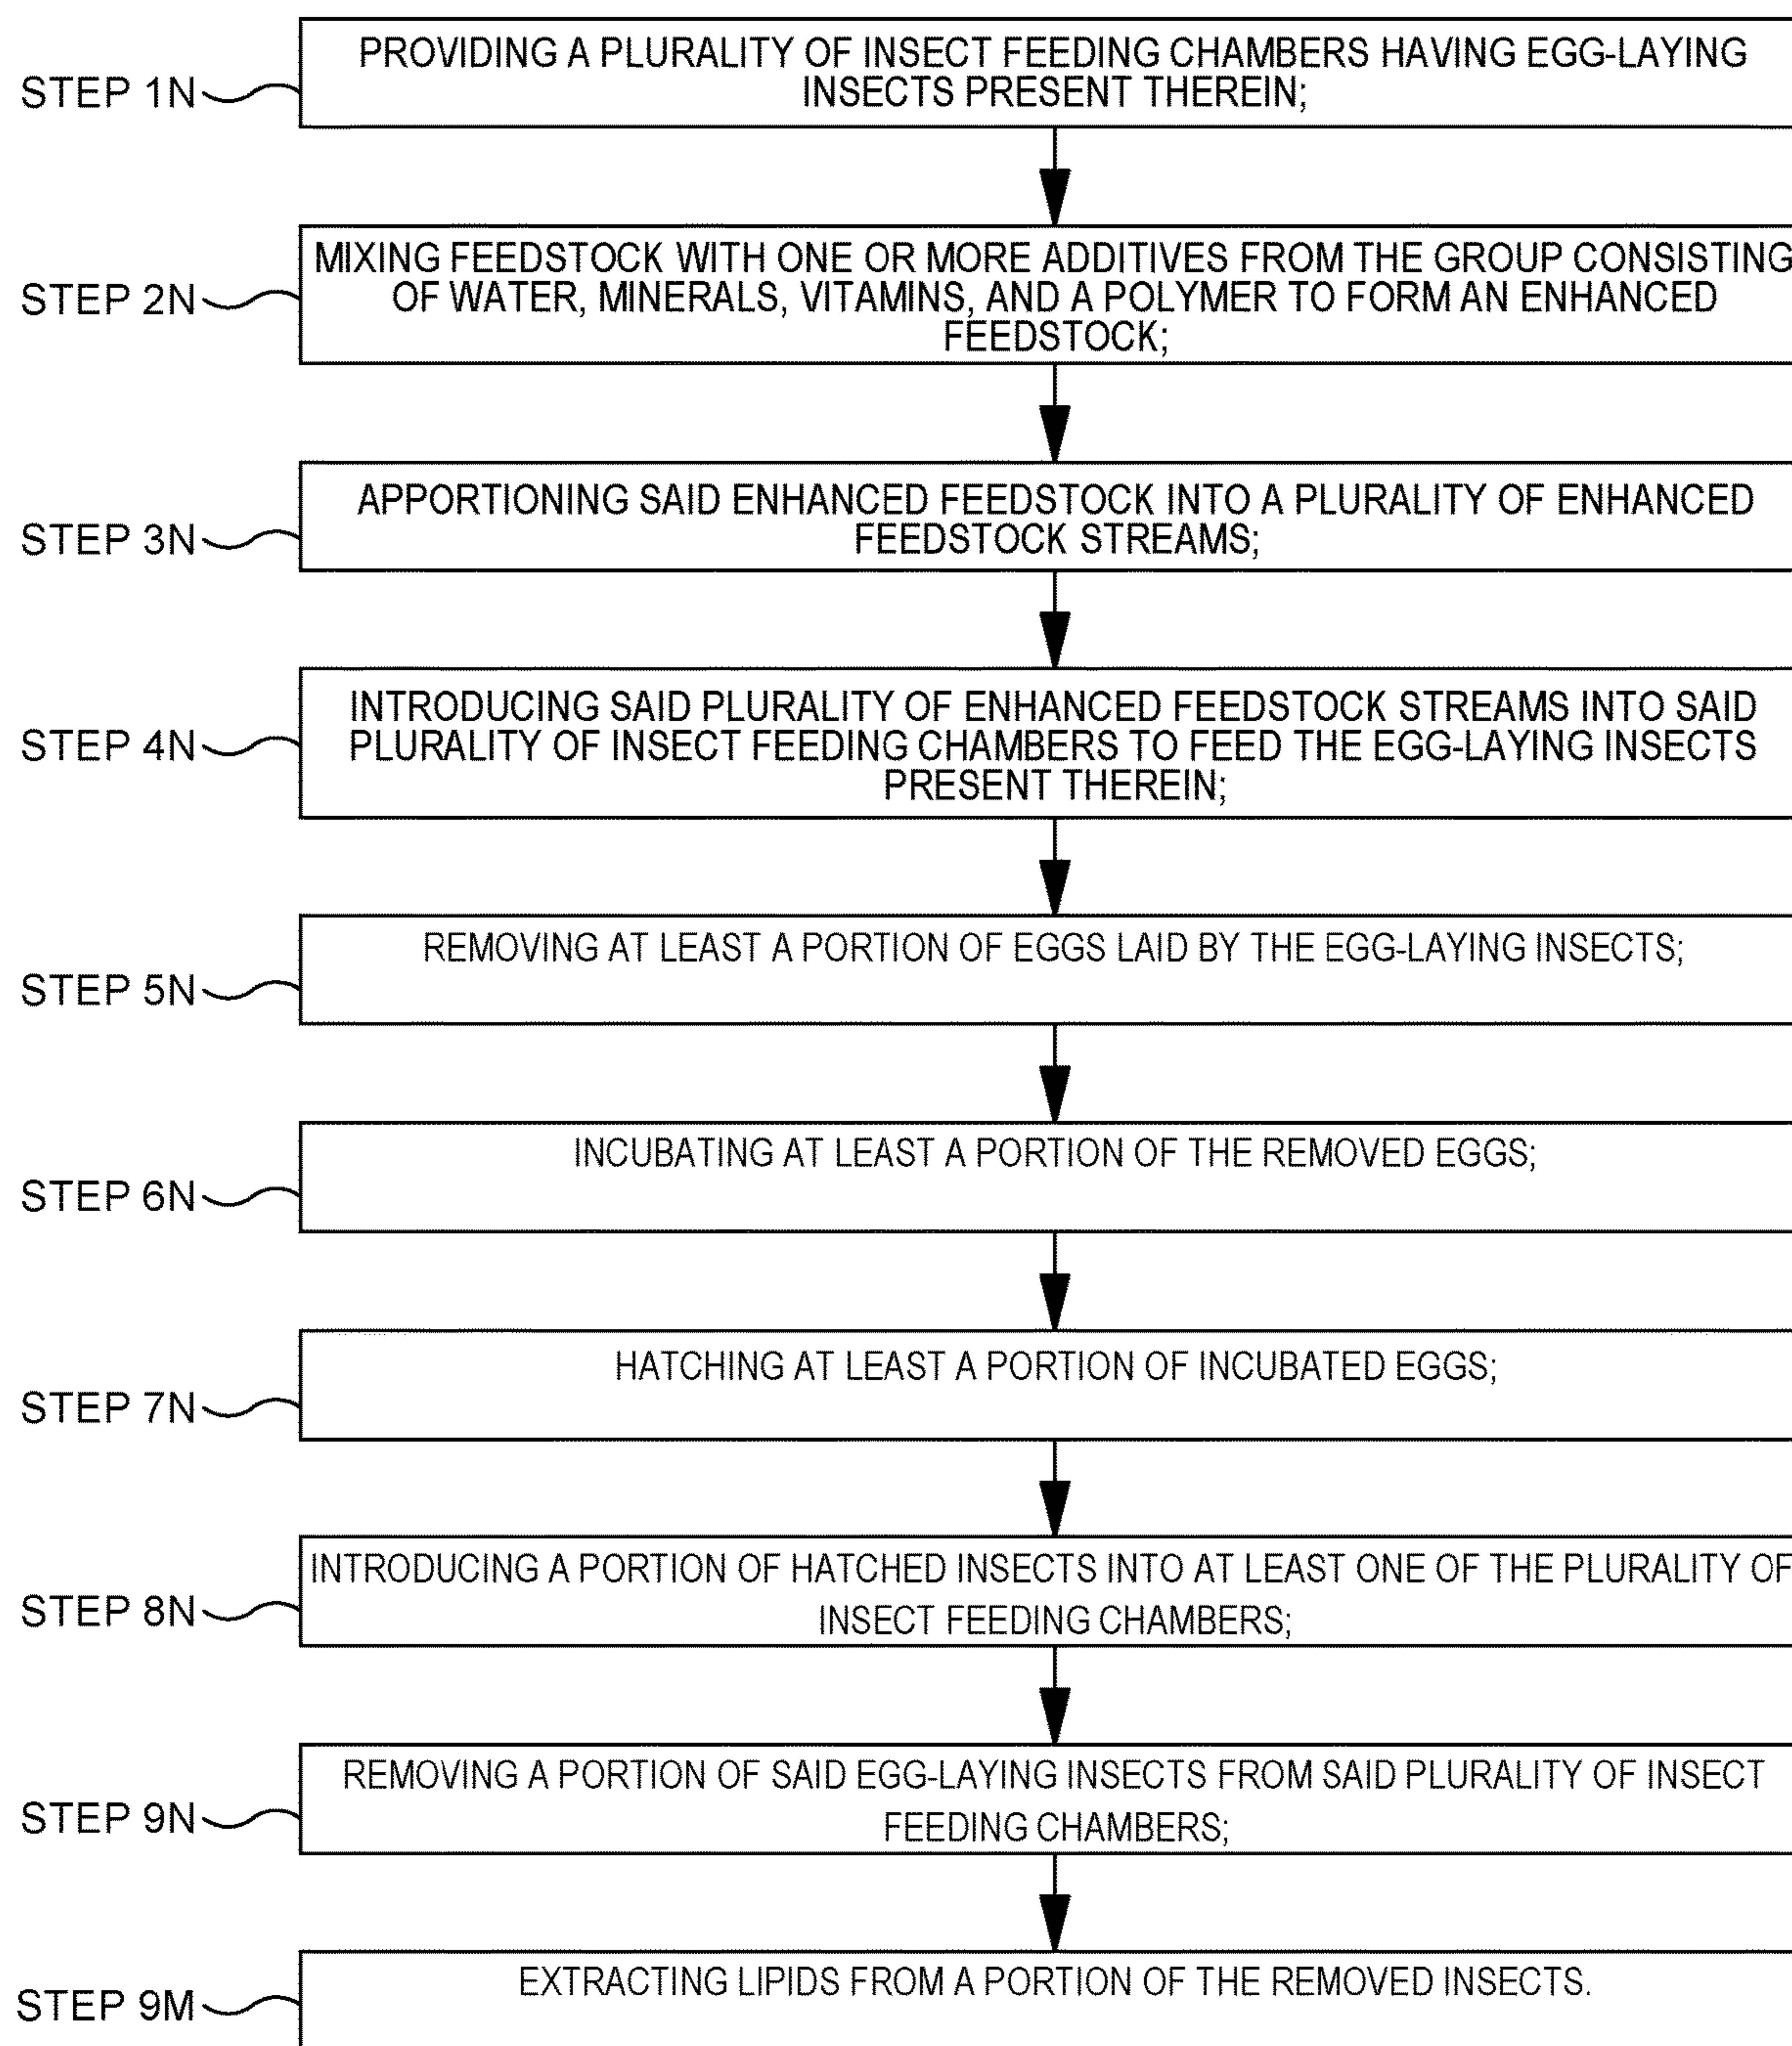 PROVIDING A PLURALITY OF INSECT FEEDING CHAMBERS HAVING EGG-LAYING
INSECTS PRESENT THEREIN;
STEP 1N
MIXING FEEDSTOCK WITH ONE OR MORE ADDITIVES FROM THE GROUP CONSISTING
OF WATER, MINERALS, VITAMINS, AND A POLYMER TO FORM AN ENHANCED
FEEDSTOCK;
STEP 2N
APPORTIONING SAID ENHANCED FEEDSTOCK INTO A PLURALITY OF ENHANCED
FEEDSTOCK STREAMS;
STEP 3N
INTRODUCING SAID PLURALITY OF ENHANCED FEEDSTOCK STREAMS INTO SAID
PLURALITY OF INSECT FEEDING CHAMBERS TO FEED THE EGG-LAYING INSECTS
PRESENT THEREIN;
STEP 4N
REMOVING AT LEAST A PORTION OF EGGS LAID BY THE EGG-LAYING INSECTS;
STEP 5N
INCUBATING AT LEAST A PORTION OF THE REMOVED EGGS;
STEP 6N
HATCHING AT LEAST A PORTION OF INCUBATED EGGS;
STEP 7N
INTRODUCING A PORTION OF HATCHED INSECTS INTO AT LEAST ONE OF THE PLURALITY OF
INSECT FEEDING CHAMBERS;
STEP 8N
REMOVING A PORTION OF SAID EGG-LAYING INSECTS FROM SAID PLURALITY OF INSECT
FEEDING CHAMBERS;
STEP 9N
EXTRACTING LIPIDS FROM A PORTION OF THE REMOVED INSECTS.
STEP 9M